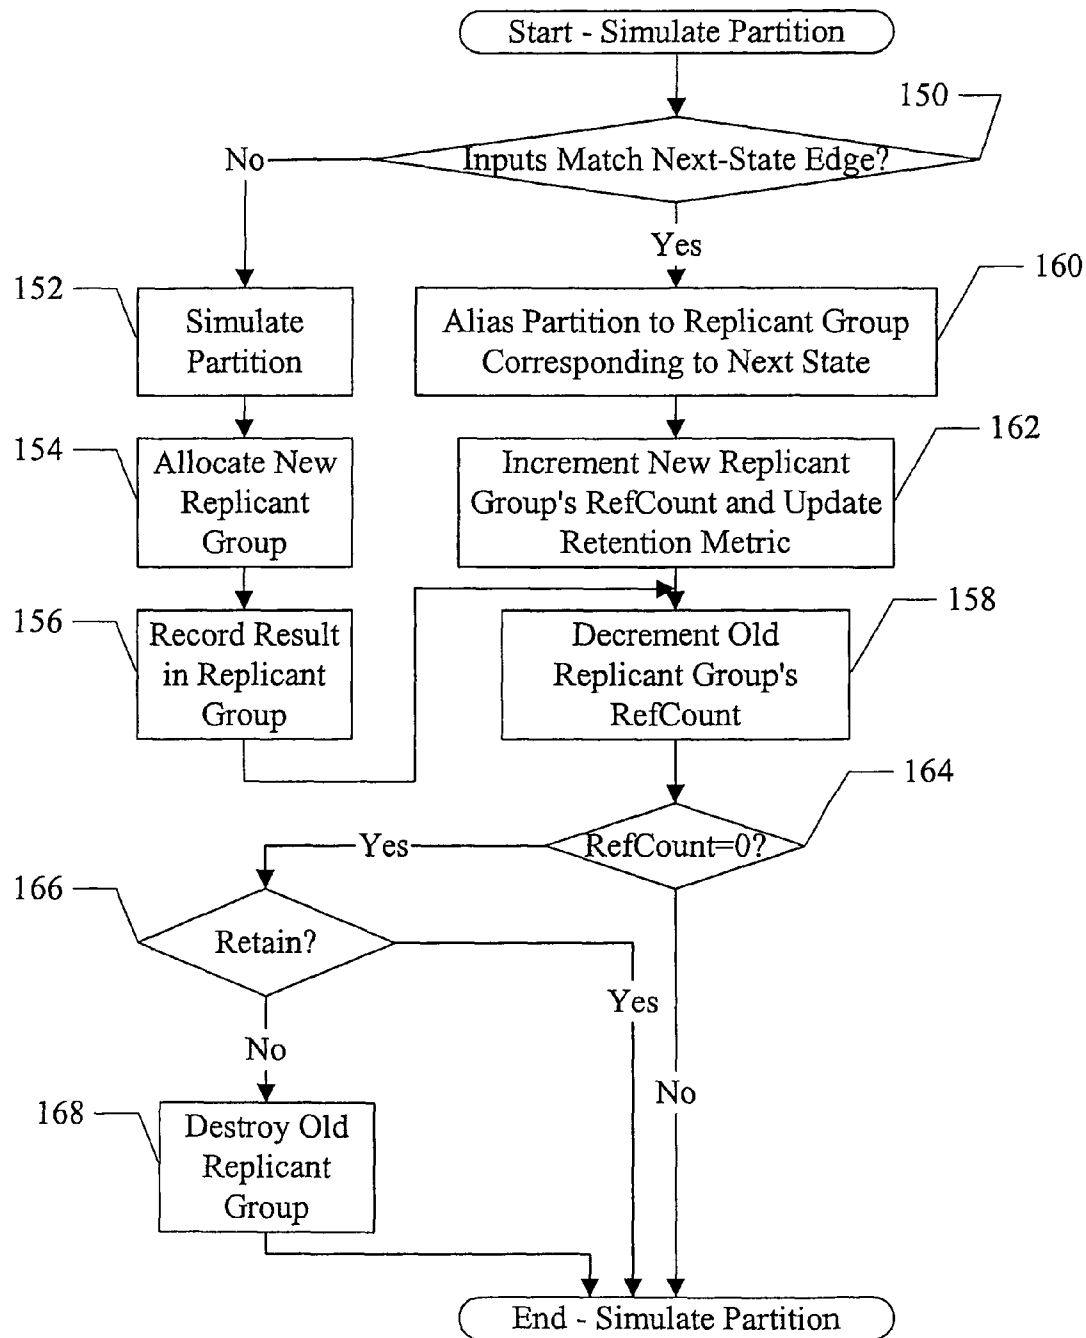 Start - Simulate Partition
150
Inputs Match Next-State Edge?
No
Yes
152
Simulate
Partition
160
Alias Partition to Replicant Group
Corresponding to Next State
154
Allocate New
Replicant
Group
162
Increment New Replicant
Group's RefCount and Update
Retention Metric
156
Record Result
in Replicant
Group
158
Decrement Old
Replicant Group's
RefCount
164
RefCount=0?
Yes
166
Retain?
Yes
No
No
168
Destroy Old
Replicant
Group
End - Simulate Partition